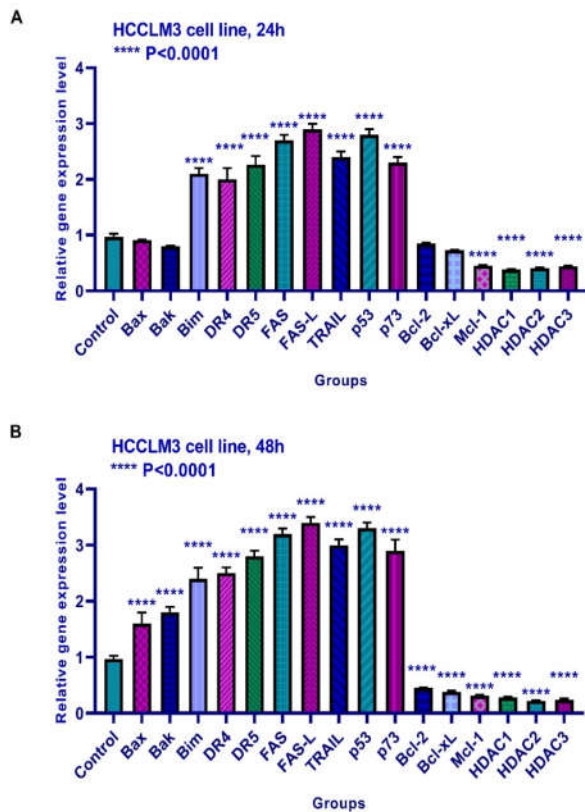 A
HCCLM3 cell line, 24h
**** P<0.0001
Relative gene expression level
4
3
2
1
0
**** **** **** **** **** **** **** **** **** **** **** ****
Control Bax Bak Bim DR4 DR5 FAS FAS-L TRAIL p53 p73 Bcl-2 Bcl-xL Mcl-1 HDAC1 HDAC2 HDAC3
Groups
B
HCCLM3 cell line, 48h
**** P<0.0001
Relative gene expression level
4
3
2
1
0
**** **** **** **** **** **** **** **** **** **** **** **** **** **** **** ****
Control Bax Bak Bim DR4 DR5 FAS FAS-L TRAIL p53 p73 Bcl-2 Bcl-xL Mcl-1 HDAC1 HDAC2 HDAC3
Groups